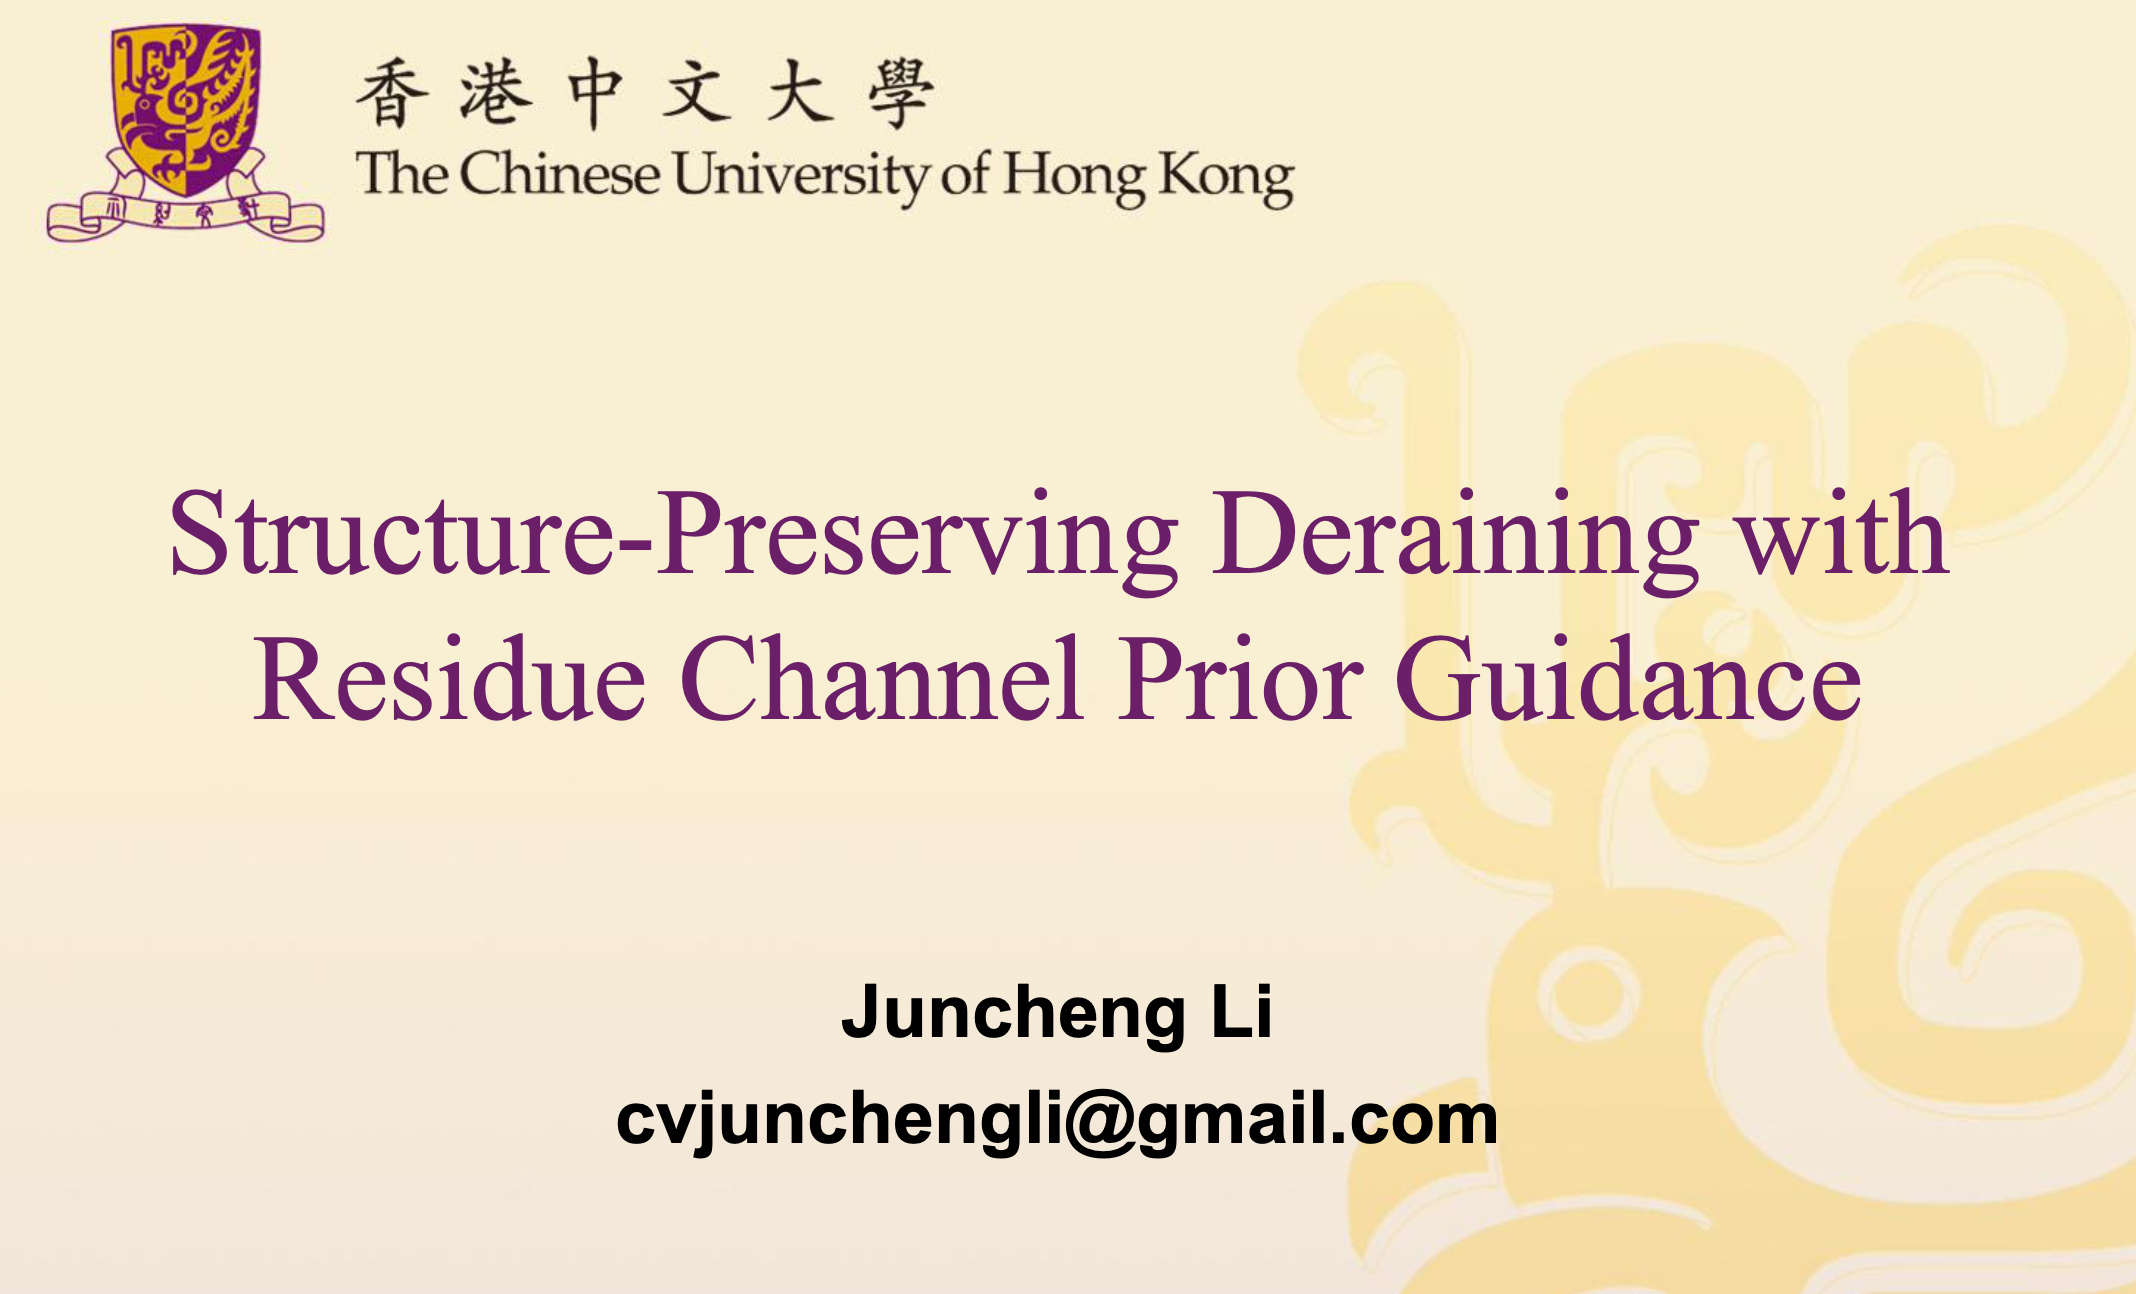 香港中文大學
The Chinese University of Hong Kong
Structure-Preserving Deraining with
Residue Channel Prior Guidance
Juncheng Li
cvjunchengli@gmail.com